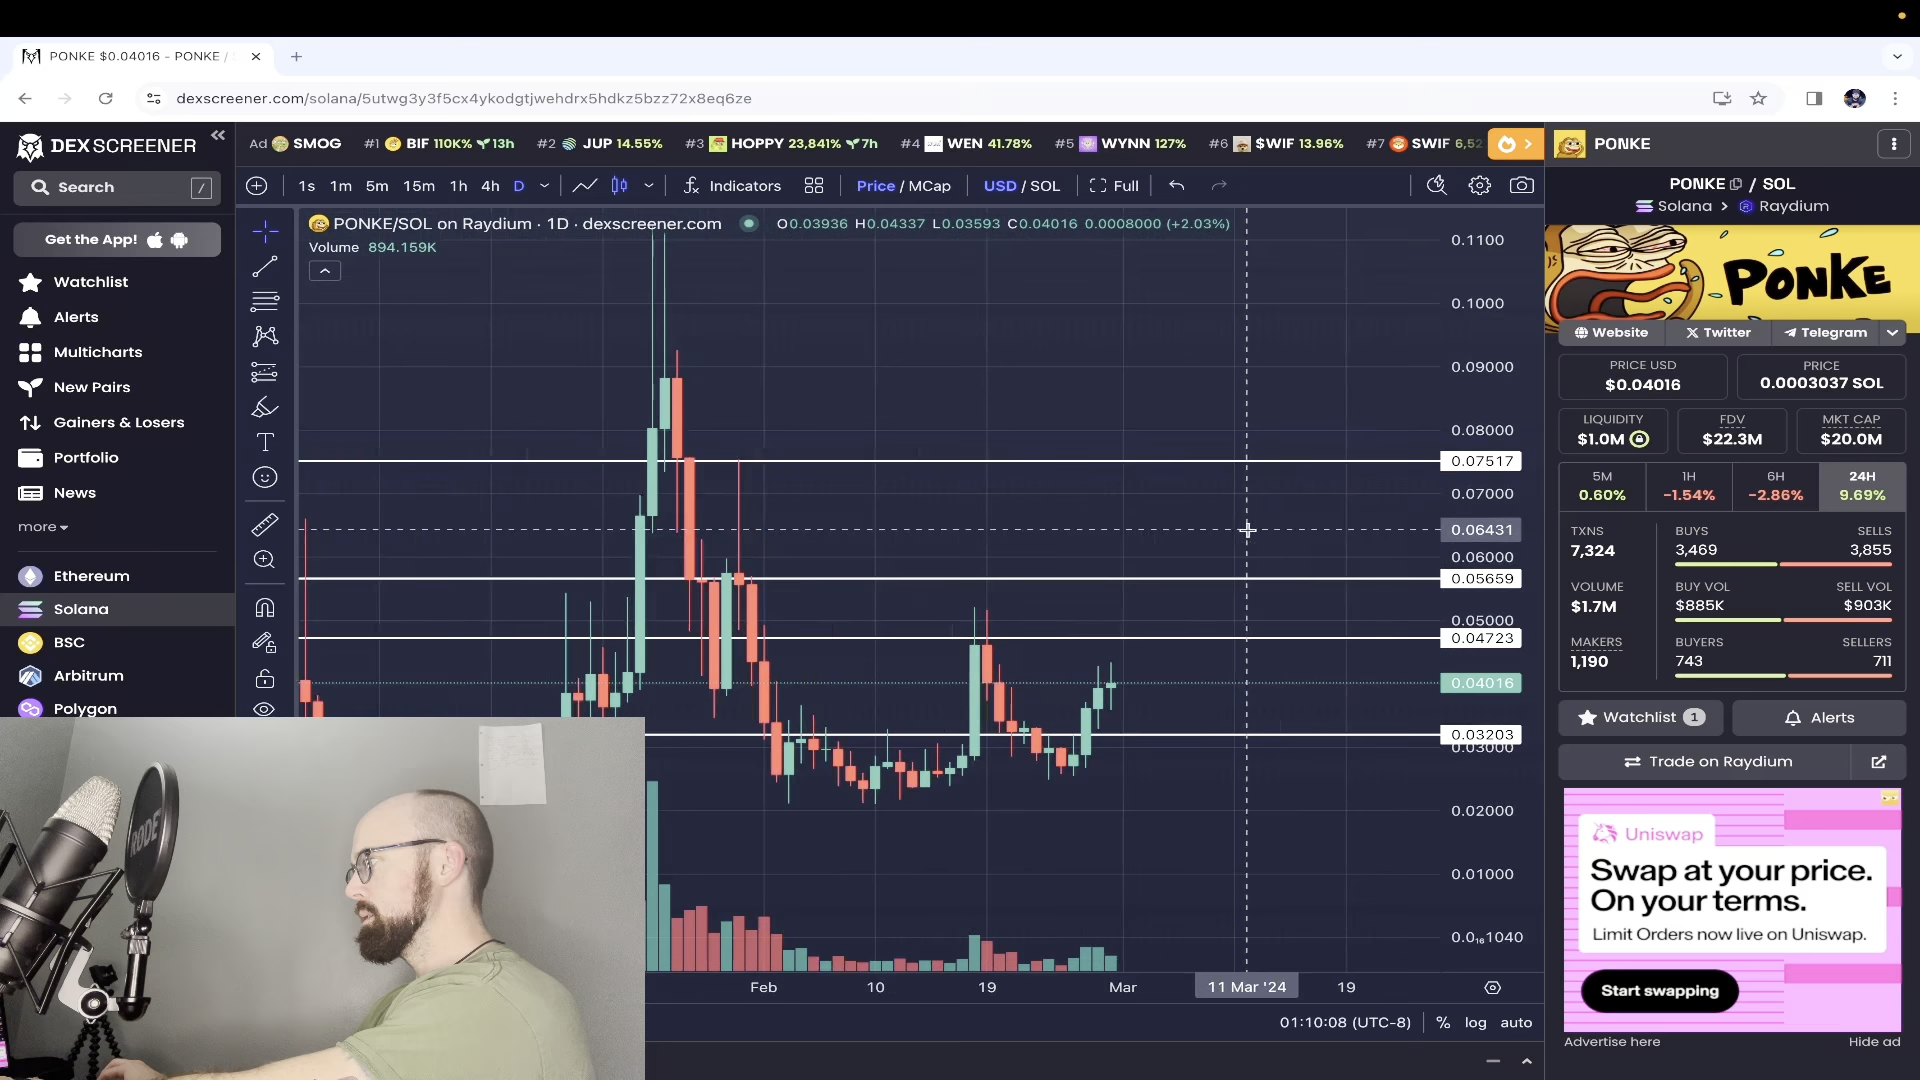 PONKE $0.04016 - PONKE /
dexscreener.com/solana/5utwg3y3f5cx4ykodgtjwehdrx5hdkz5bzz72x8eq6ze
DEX SCREENER
Search /
Get the App!
Watchlist
Alerts
Multicharts
New Pairs
Gainers & Losers
Portfolio
News
more
Ethereum
Solana
BSC
Arbitrum
Polygon
Ad SMOG #1 BIF 110K% 13h #2 JUP 14.55% #3 HOPPY 23,841% 7h #4 WEN 41.78% #5 WYNN 127% #6 $WIF 13.96% #7 SWIF 6,52
1s 1m 5m 15m 1h 4h D Indicators Price / MCap USD / SOL Full
PONKE/SOL on Raydium · 1D · dexscreener.com O0.03936 H0.04337 L0.03593 C0.04016 0.0008000 (+2.03%)
Volume 894.159K
0.1100
0.1000
0.09000
0.08000
0.07517
0.07000
0.06431
0.06000
0.05659
0.05000
0.04723
0.04016
0.03203
0.03000
0.02000
0.01000
0.0₁₆1040
Feb 10 19 Mar 11 Mar '24 19
01:10:08 (UTC-8) % log auto
RODE
PONKE
PONKE / SOL
Solana > Raydium
PONKE
Website Twitter Telegram
PRICE USD
$0.04016
PRICE
0.0003037 SOL
LIQUIDITY
$1.0M
FDV
$22.3M
MKT CAP
$20.0M
5M 1H 6H 24H
0.60% -1.54% -2.86% 9.69%
TXNS
7,324
BUYS SELLS
3,469 3,855
VOLUME
$1.7M
BUY VOL SELL VOL
$885K $903K
MAKERS
1,190
BUYERS SELLERS
743 711
Watchlist 1 Alerts
Trade on Raydium
Uniswap
Swap at your price.
On your terms.
Limit Orders now live on Uniswap.
Start swapping
Advertise here Hide ad